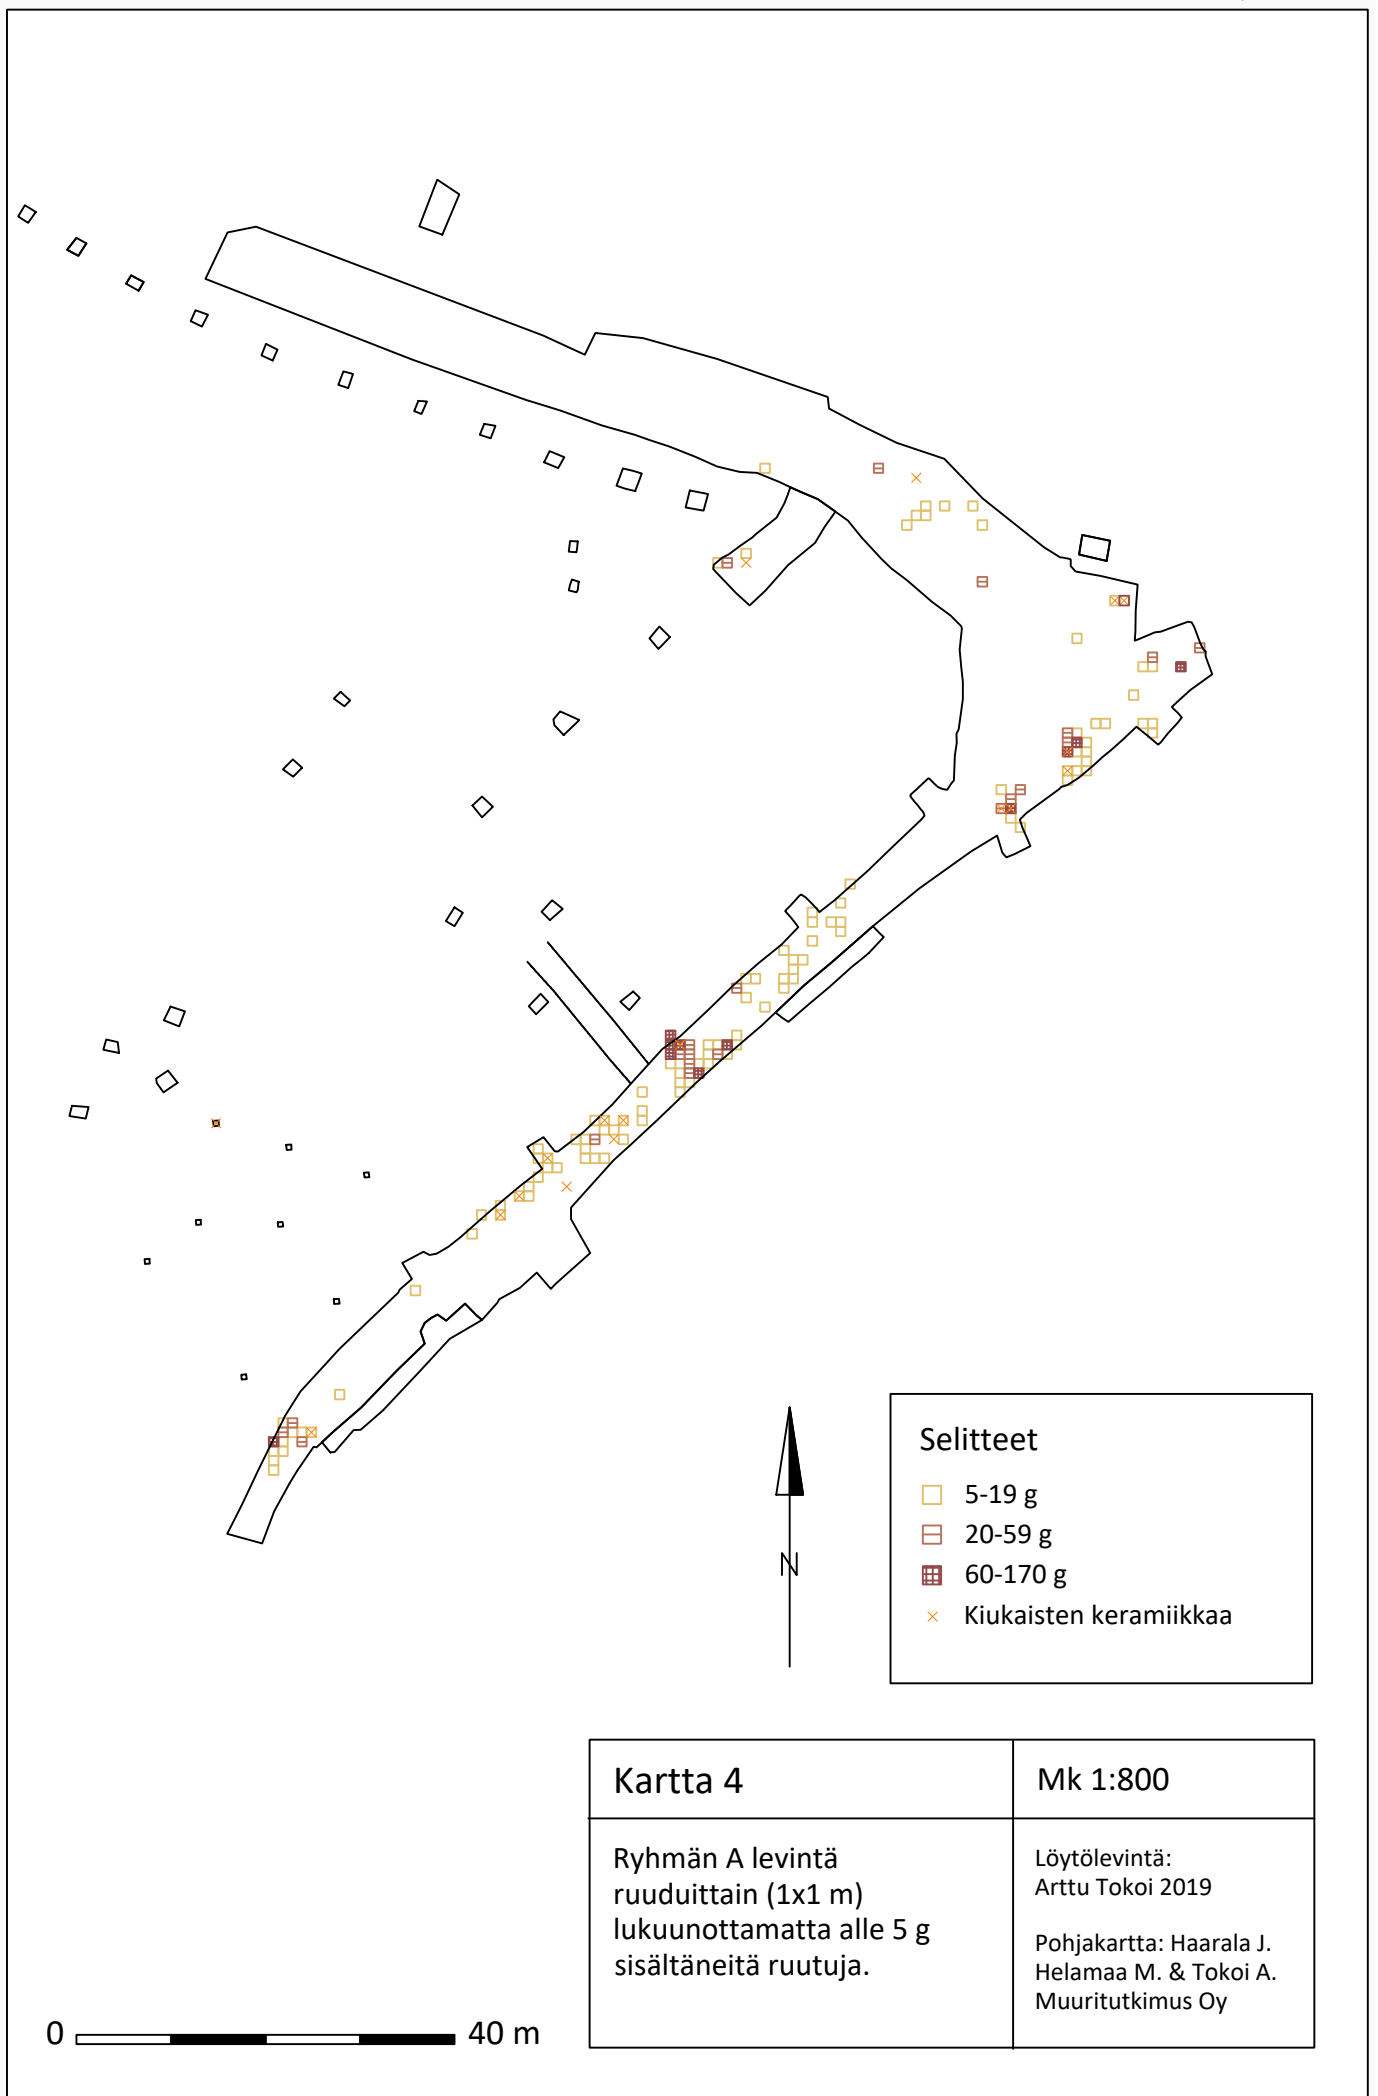 N
Selitteet
5-19 g
20-59 g
60-170 g
Kiukaisten keramiikkaa
Kartta 4
Mk 1:800
Ryhmän A levintä
ruuduittain (1x1 m)
lukuunottamatta alle 5 g
sisältäneitä ruutuja.
Löytölevintä:
Arttu Tokoi 2019
Pohjakartta: Haarala J.
Helamaa M. & Tokoi A.
Muuritutkimus Oy
0 40 m